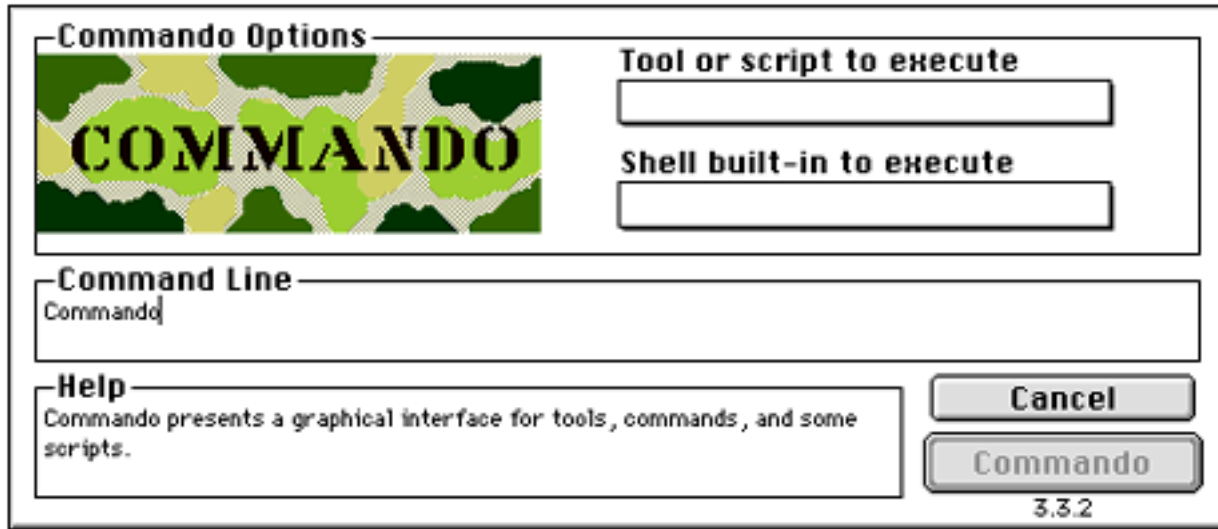 Commando Options
COMMANDO
Tool or script to execute
Shell built-in to execute
Command Line
Commando
Help
Commando presents a graphical interface for tools, commands, and some
scripts.
Cancel
Commando
3.3.2